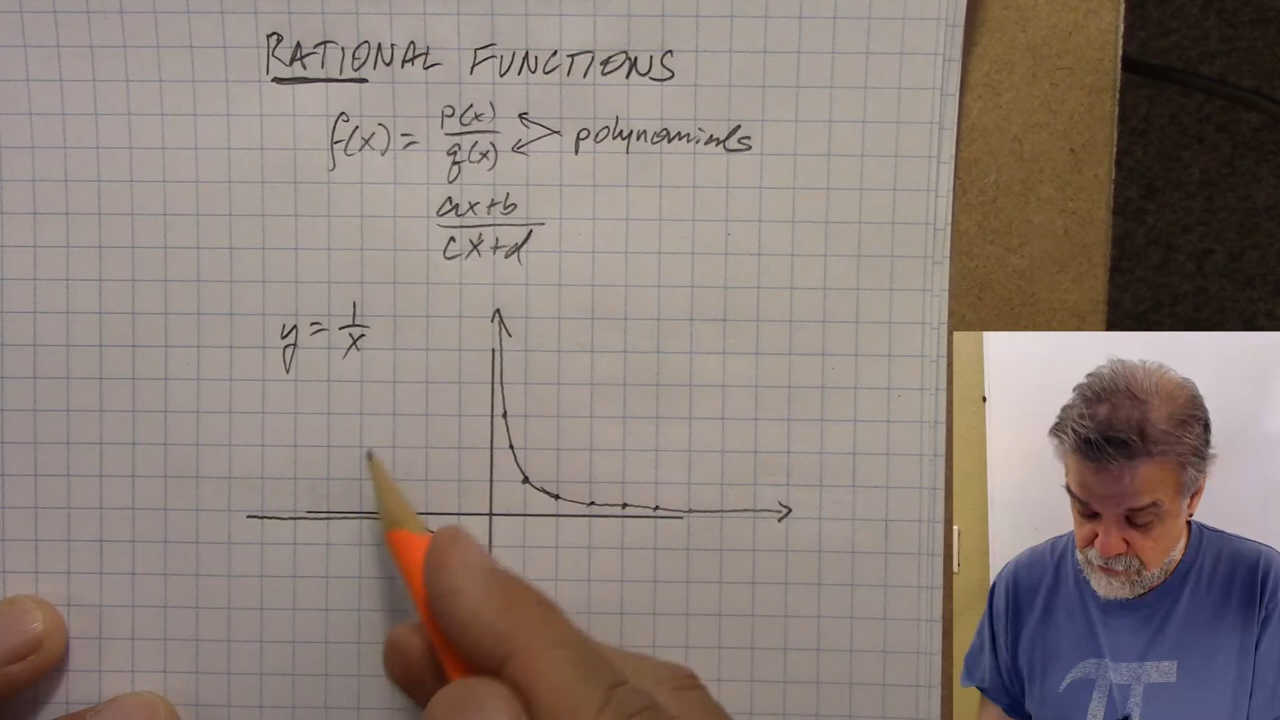 RATIONAL FUNCTIONS
f(x) = p(x)/q(x) polynomials
ax+b
cx+d
y = 1/x
π